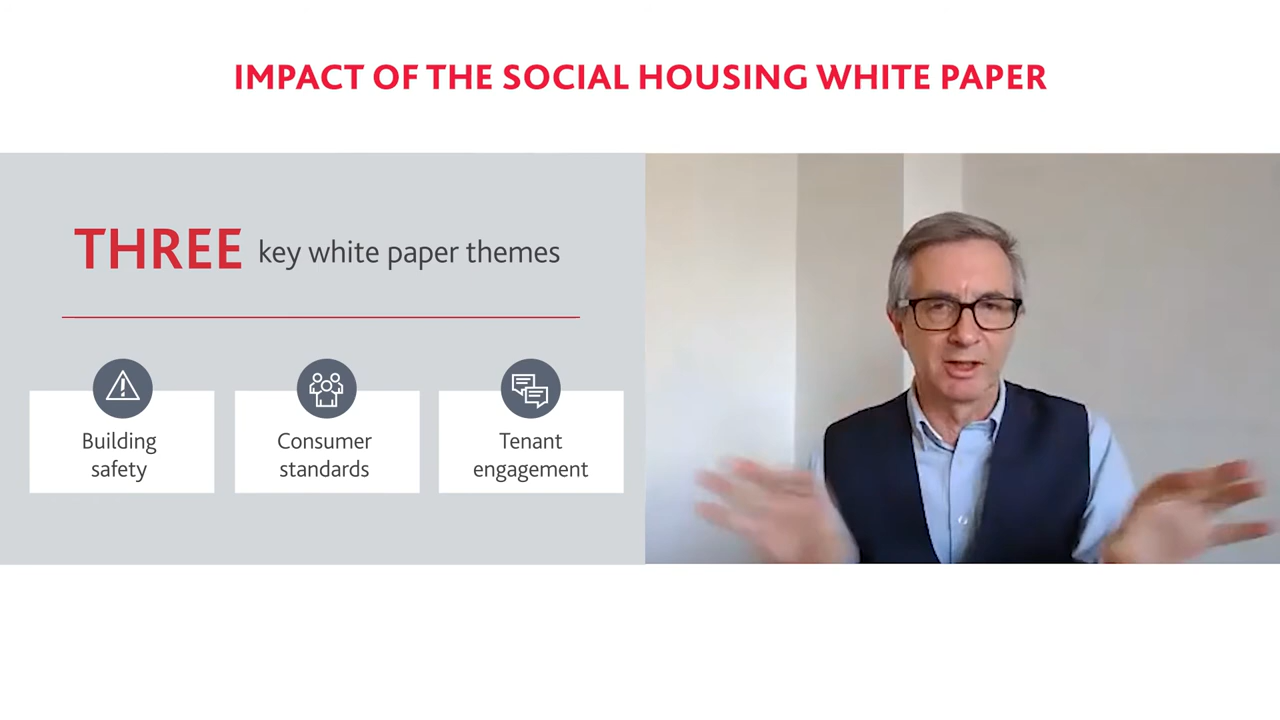 IMPACT OF THE SOCIAL HOUSING WHITE PAPER
THREE key white paper themes
Building
safety
Consumer
standards
Tenant
engagement